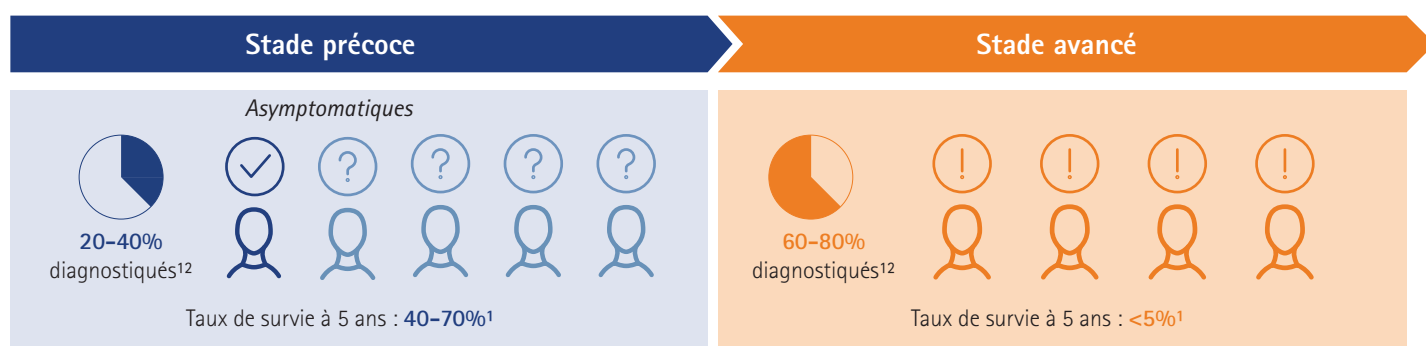 Stade précoce
Stade avancé
Asymptomatiques
?
?
?
?
20-40%
diagnostiqués¹²
Taux de survie à 5 ans : 40-70%¹
!
!
!
!
60-80%
diagnostiqués¹²
Taux de survie à 5 ans : <5%¹